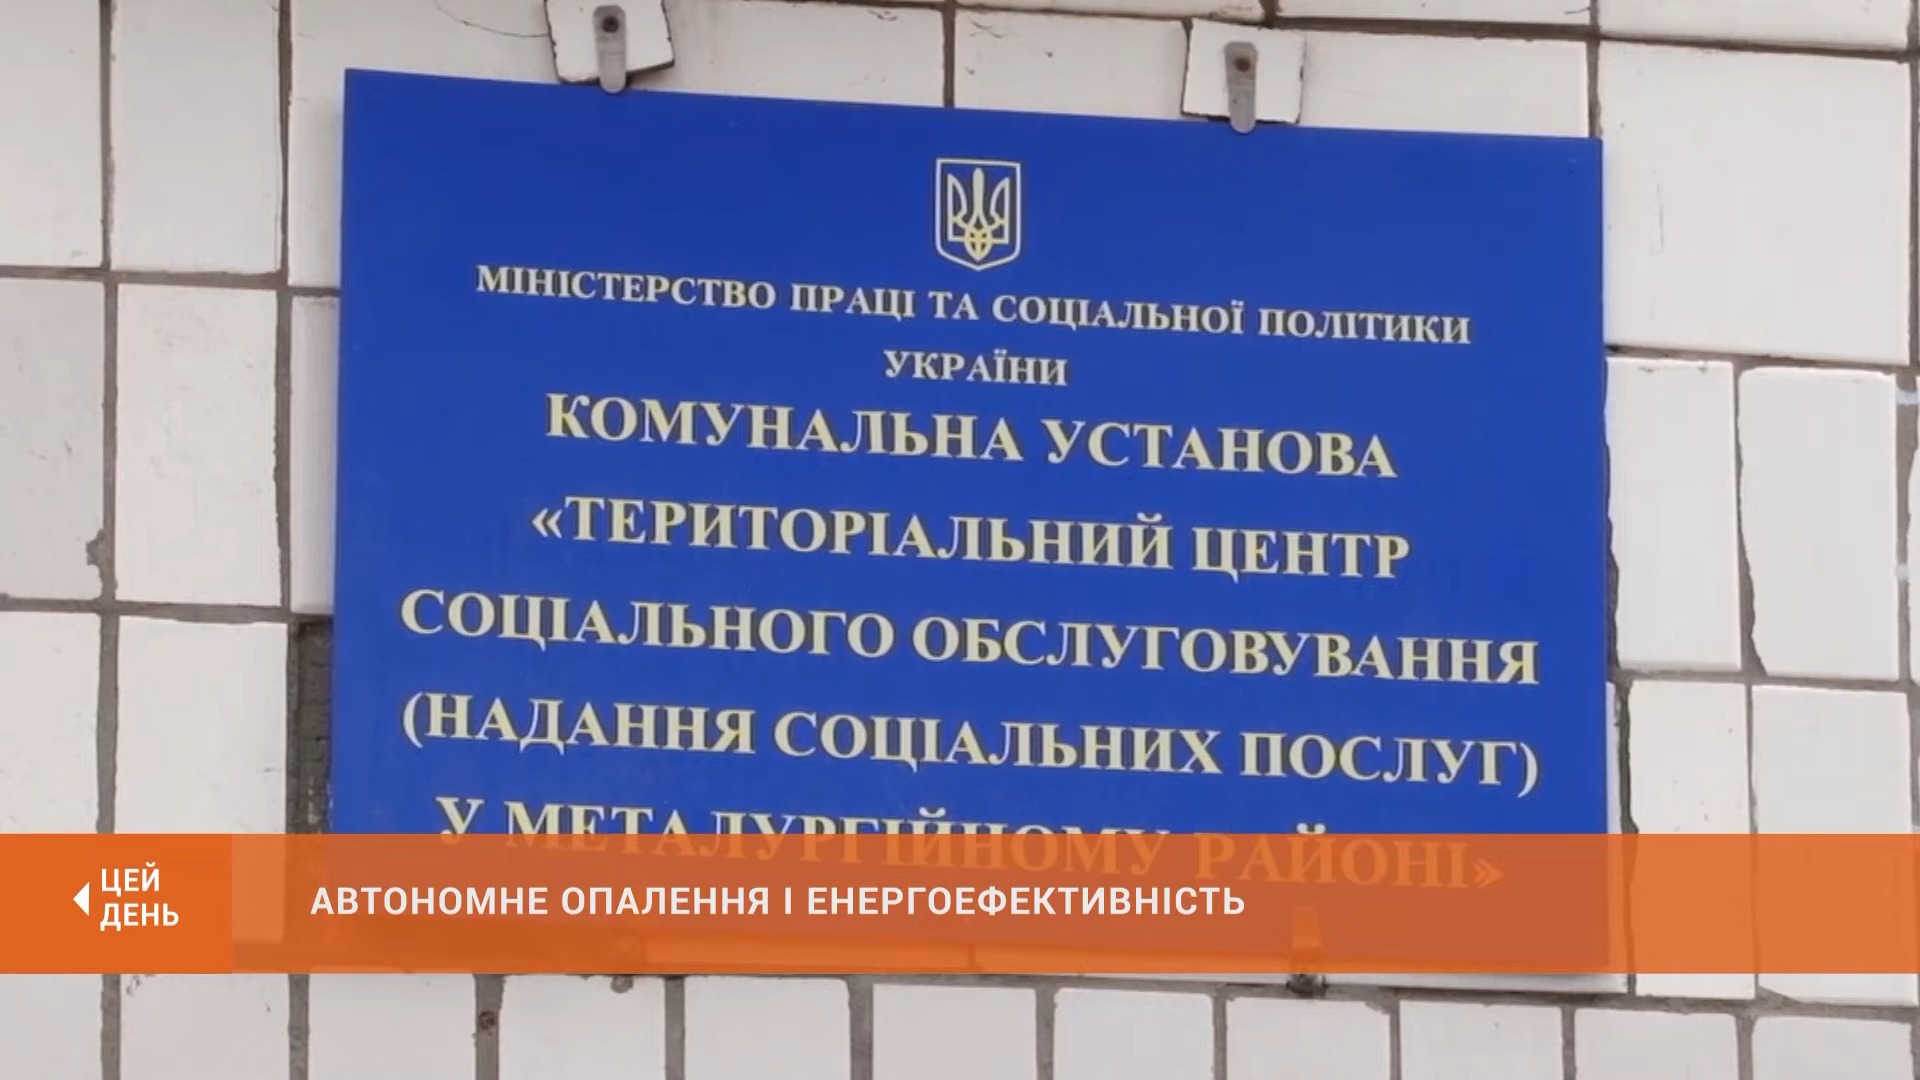 МІНІСТЕРСТВО ПРАЦІ ТА СОЦІАЛЬНОЇ ПОЛІТИКИ
УКРАЇНИ
КОМУНАЛЬНА УСТАНОВА
«ТЕРИТОРІАЛЬНИЙ ЦЕНТР
СОЦІАЛЬНОГО ОБСЛУГОВУВАННЯ
(НАДАННЯ СОЦІАЛЬНИХ ПОСЛУГ)
У МЕТАЛУРГІЙНОМУ РАЙОНІ»
ЦЕЙ
ДЕНЬ
АВТОНОМНЕ ОПАЛЕННЯ І ЕНЕРГОЕФЕКТИВНІСТЬ